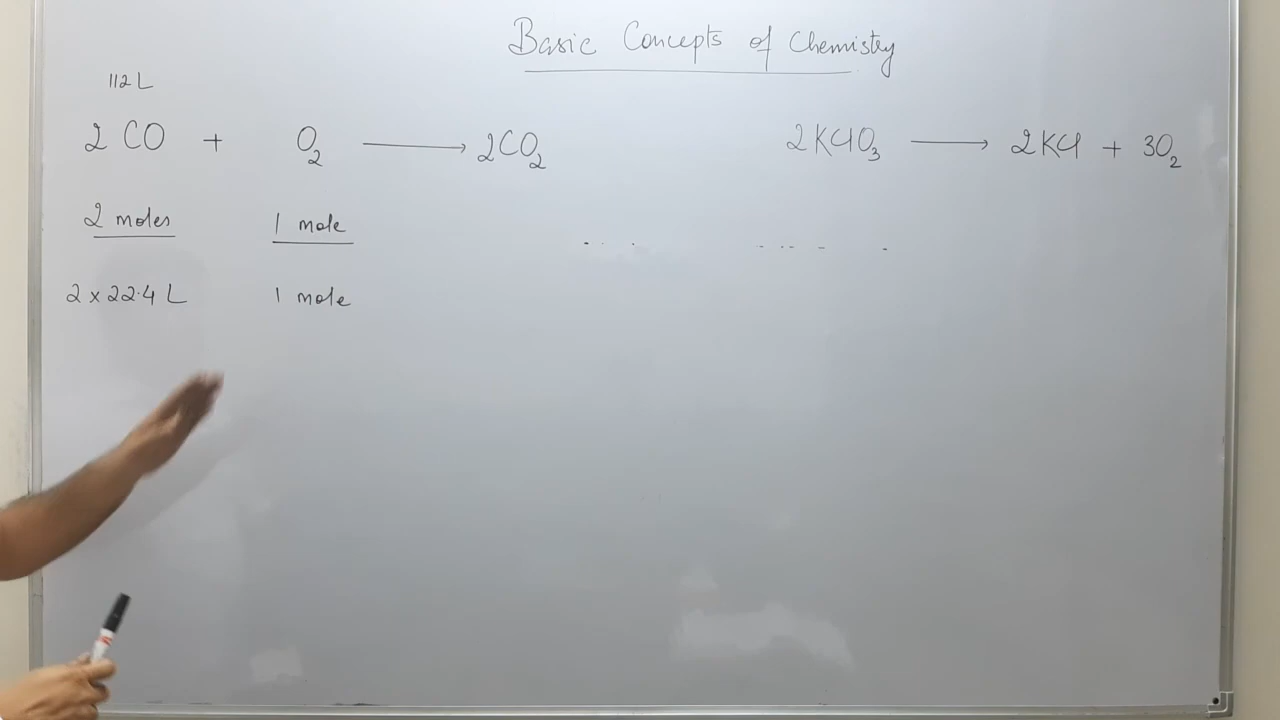 Basic Concepts of Chemistry
112 L
2 CO + O₂ ⟶ 2CO₂
2KClO₃ ⟶ 2KCl + 3O₂
2 moles 1 mole
2 x 22.4 L 1 mole